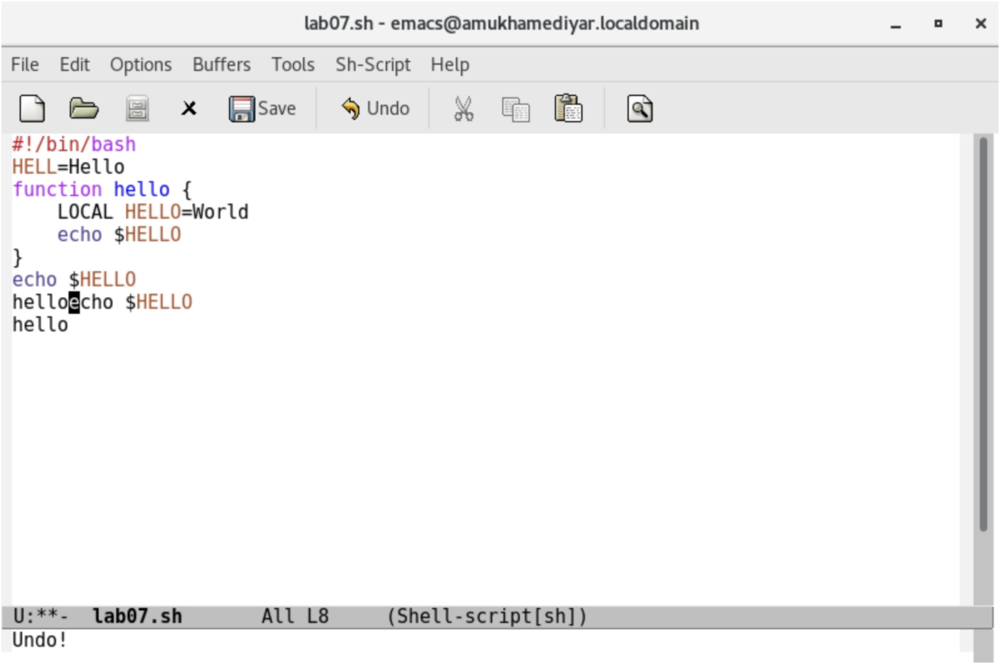 lab07.sh - emacs@amukhamediyar.localdomain
File Edit Options Buffers Tools Sh-Script Help
Save Undo
#!/bin/bash
HELL=Hello
function hello {
    LOCAL HELLO=World
    echo $HELLO
}
echo $HELLO
helloecho $HELLO
hello
U:**-  lab07.sh       All L8     (Shell-script[sh])
Undo!